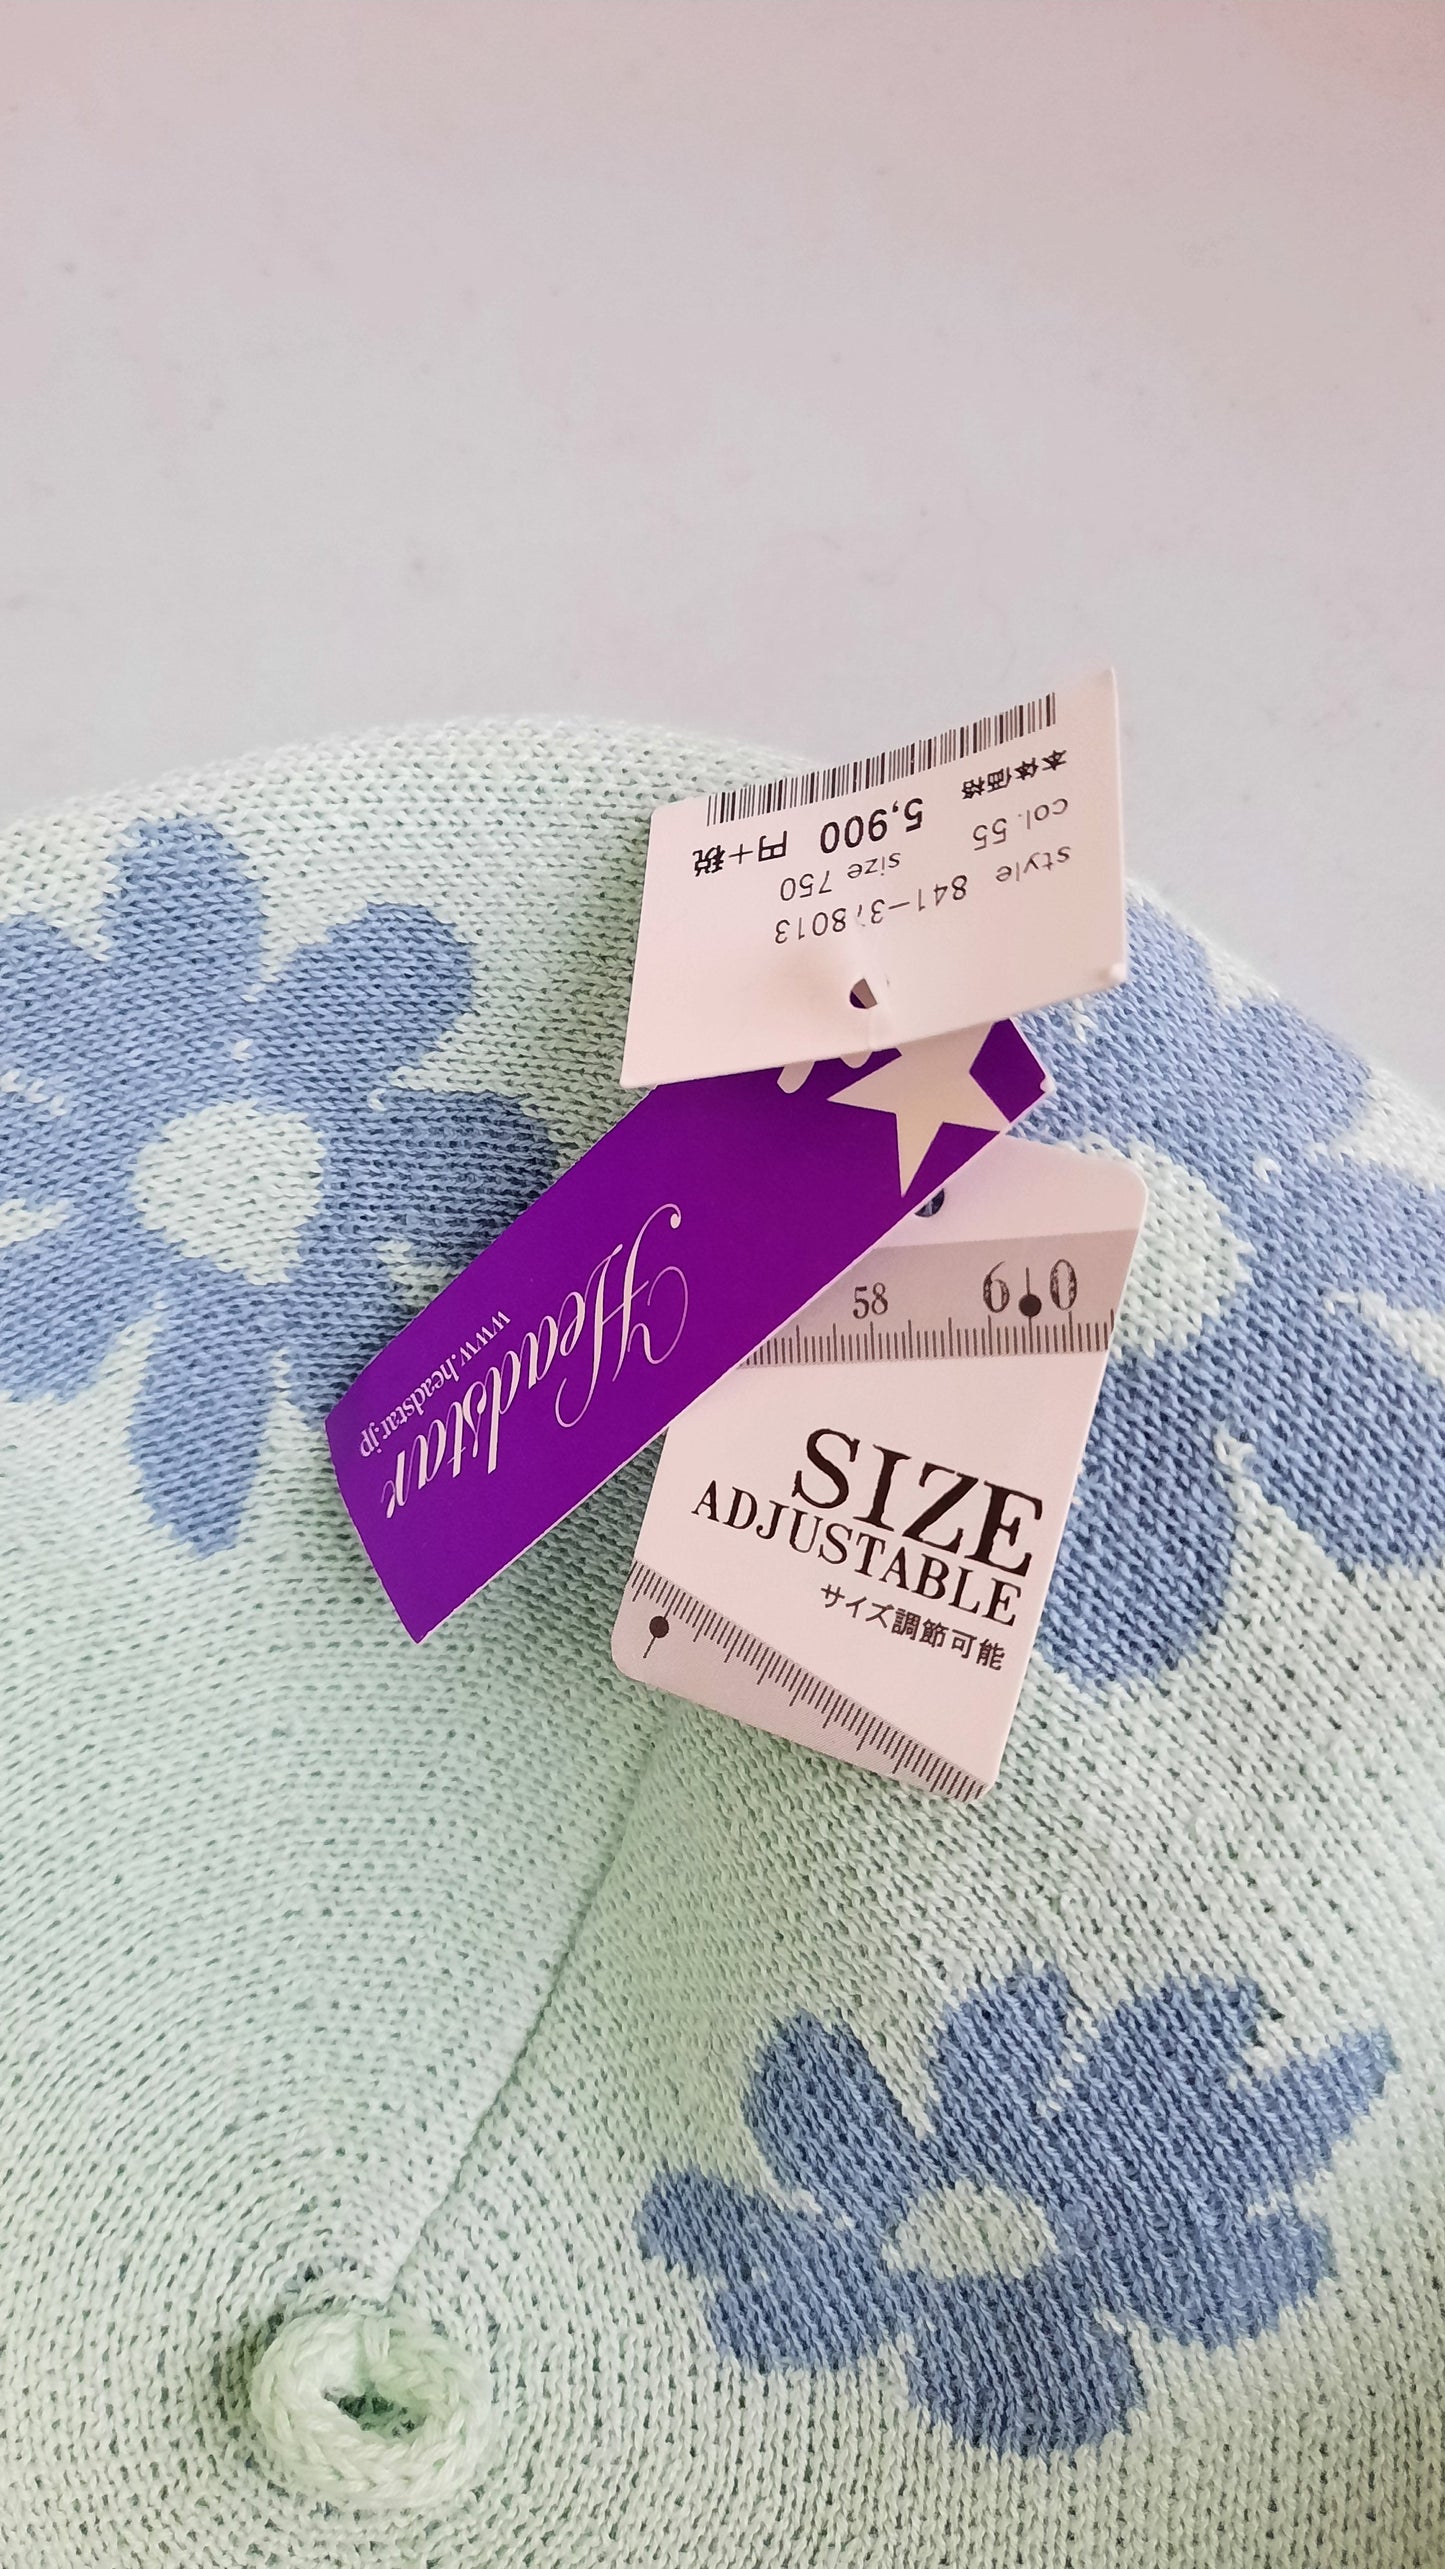 style 841-378013
col. 55 size 750
本体価格 5,900 円+税
Headstar
www.headstar.jp
58 60
SIZE
ADJUSTABLE
サイズ調節可能